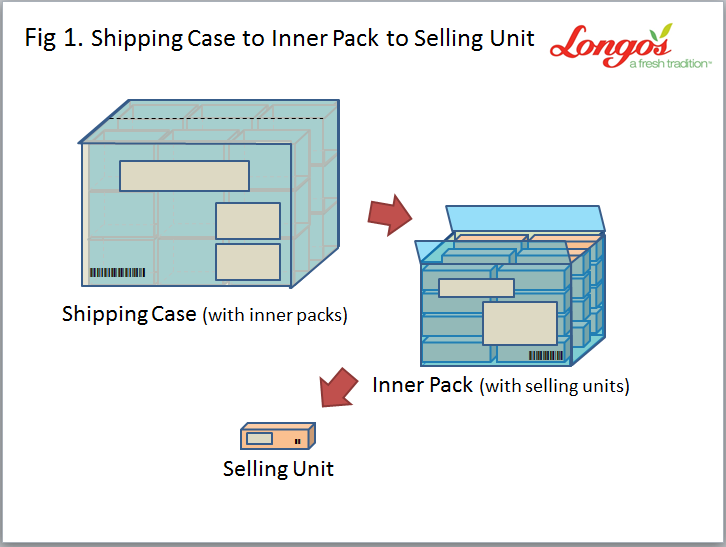 Fig 1. Shipping Case to Inner Pack to Selling Unit
Longo's
a fresh tradition™
Shipping Case (with inner packs)
Inner Pack (with selling units)
Selling Unit